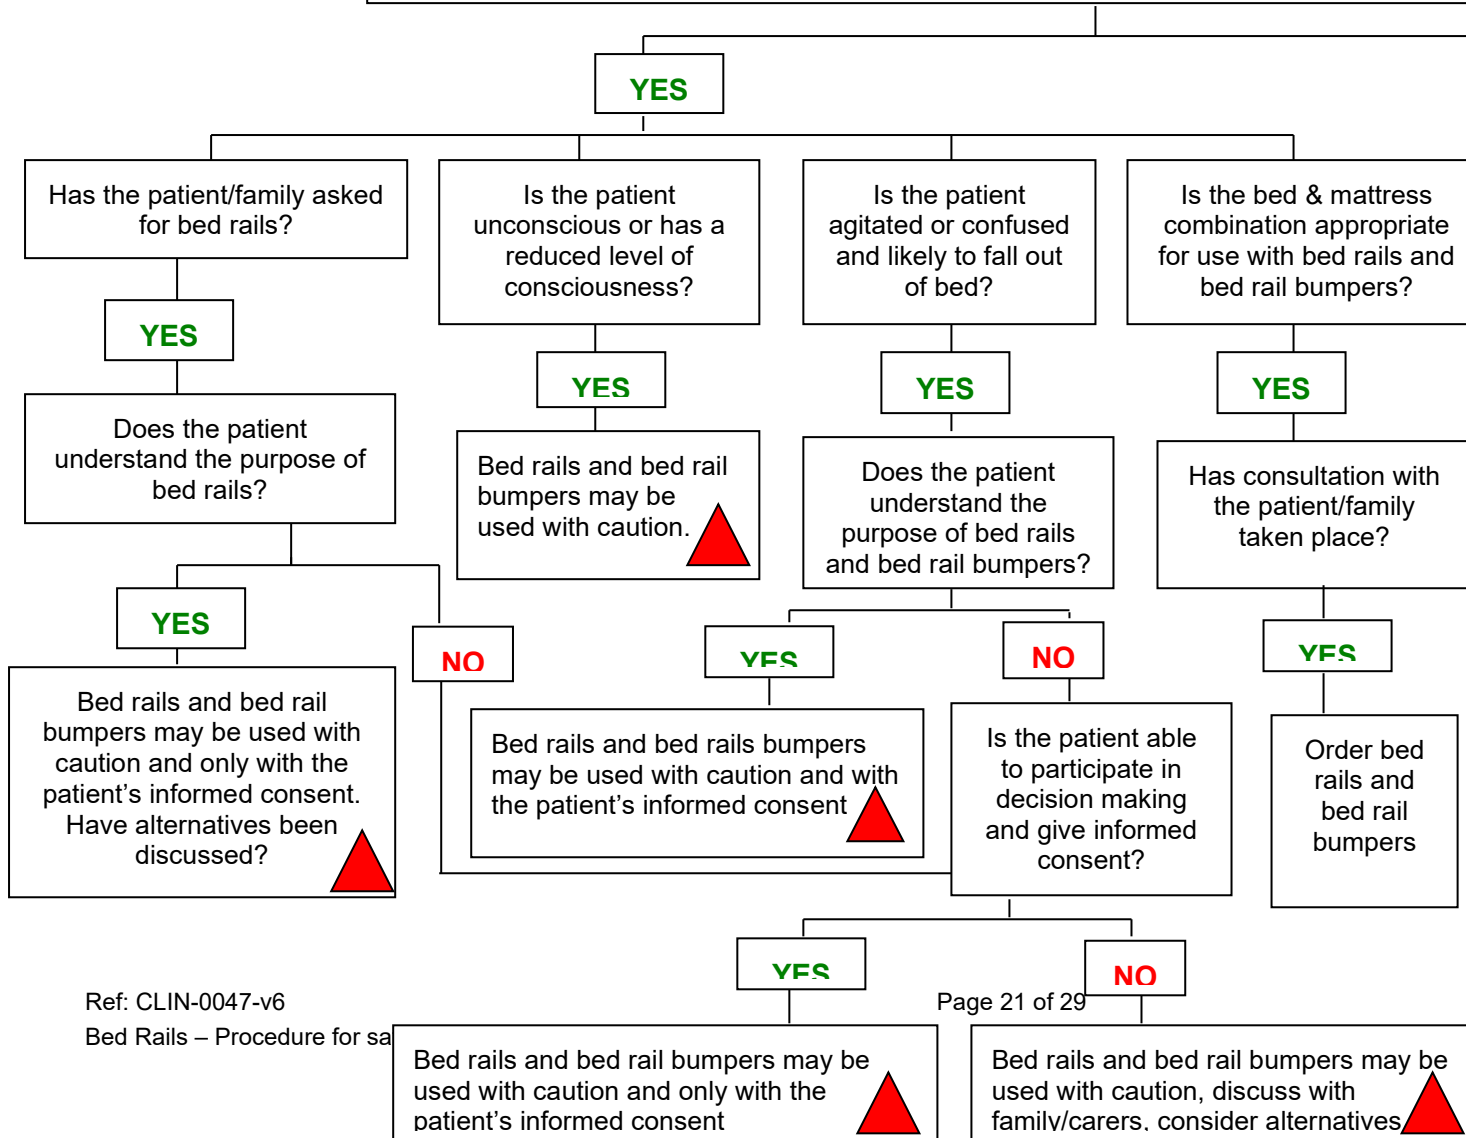 YES
Has the patient/family asked
for bed rails?
Is the patient
unconscious or has a
reduced level of
consciousness?
Is the patient
agitated or confused
and likely to fall out
of bed?
Is the bed & mattress
combination appropriate
for use with bed rails and
bed rail bumpers?
YES
YES
YES
YES
Does the patient
understand the purpose of
bed rails?
Bed rails and bed rail
bumpers may be
used with caution.
Does the patient
understand the
purpose of bed rails
and bed rail bumpers?
Has consultation with
the patient/family
taken place?
YES
NO
YES
NO
YES
Bed rails and bed rail
bumpers may be used with
caution and only with the
patient's informed consent.
Have alternatives been
discussed?
Bed rails and bed rails bumpers
may be used with caution and with
the patient's informed consent
Is the patient able
to participate in
decision making
and give informed
consent?
Order bed
rails and
bed rail
bumpers
YES
NO
Ref: CLIN-0047-v6
Page 21 of 29
Bed Rails – Procedure for sa
Bed rails and bed rail bumpers may be
used with caution and only with the
patient's informed consent
Bed rails and bed rail bumpers may be
used with caution, discuss with
family/carers, consider alternatives